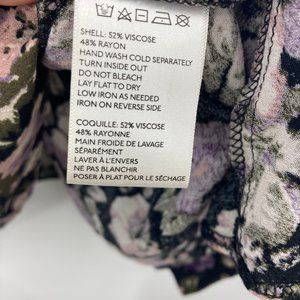 SHELL: 52% VISCOSE
48% RAYON
HAND WASH COLD SEPARATELY
TURN INSIDE OUT
DO NOT BLEACH
LAY FLAT TO DRY
LOW IRON AS NEEDED
IRON ON REVERSE SIDE
COQUILLE: 52% VISCOSE
48% RAYONNE
MAIN FROIDE DE LAVAGE
SÉPARÉMENT
LAVER À L'ENVERS
NE PAS BLANCHIR
POSER À PLAT POUR LE SÉCHAGE